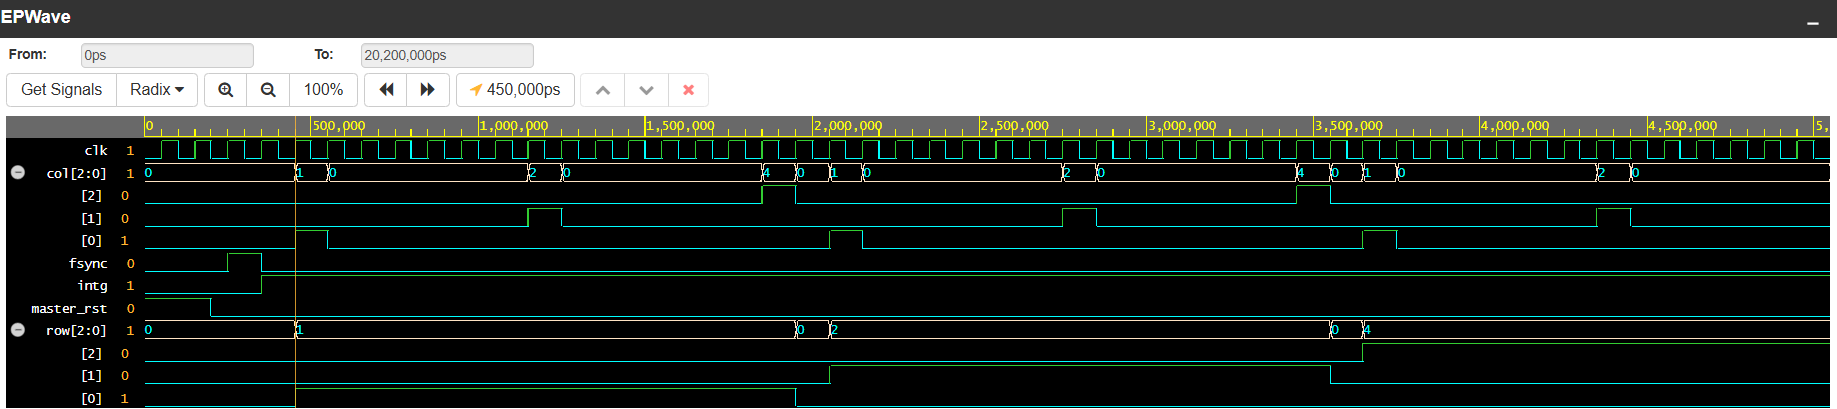 EPWave
From: 0ps To: 20,200,000ps
Get Signals Radix 100% 450,000ps
0 500,000 1,000,000 1,500,000 2,000,000 2,500,000 3,000,000 3,500,000 4,000,000 4,500,000 5,
clk 1
col[2:0] 1 0 1 0 2 0 4 0 1 0 2 0 4 0 1 0 2 0
[2] 0
[1] 0
[0] 1
fsync 0
intg 1
master_rst 0
row[2:0] 1 0 1 0 2 0 4
[2] 0
[1] 0
[0] 1